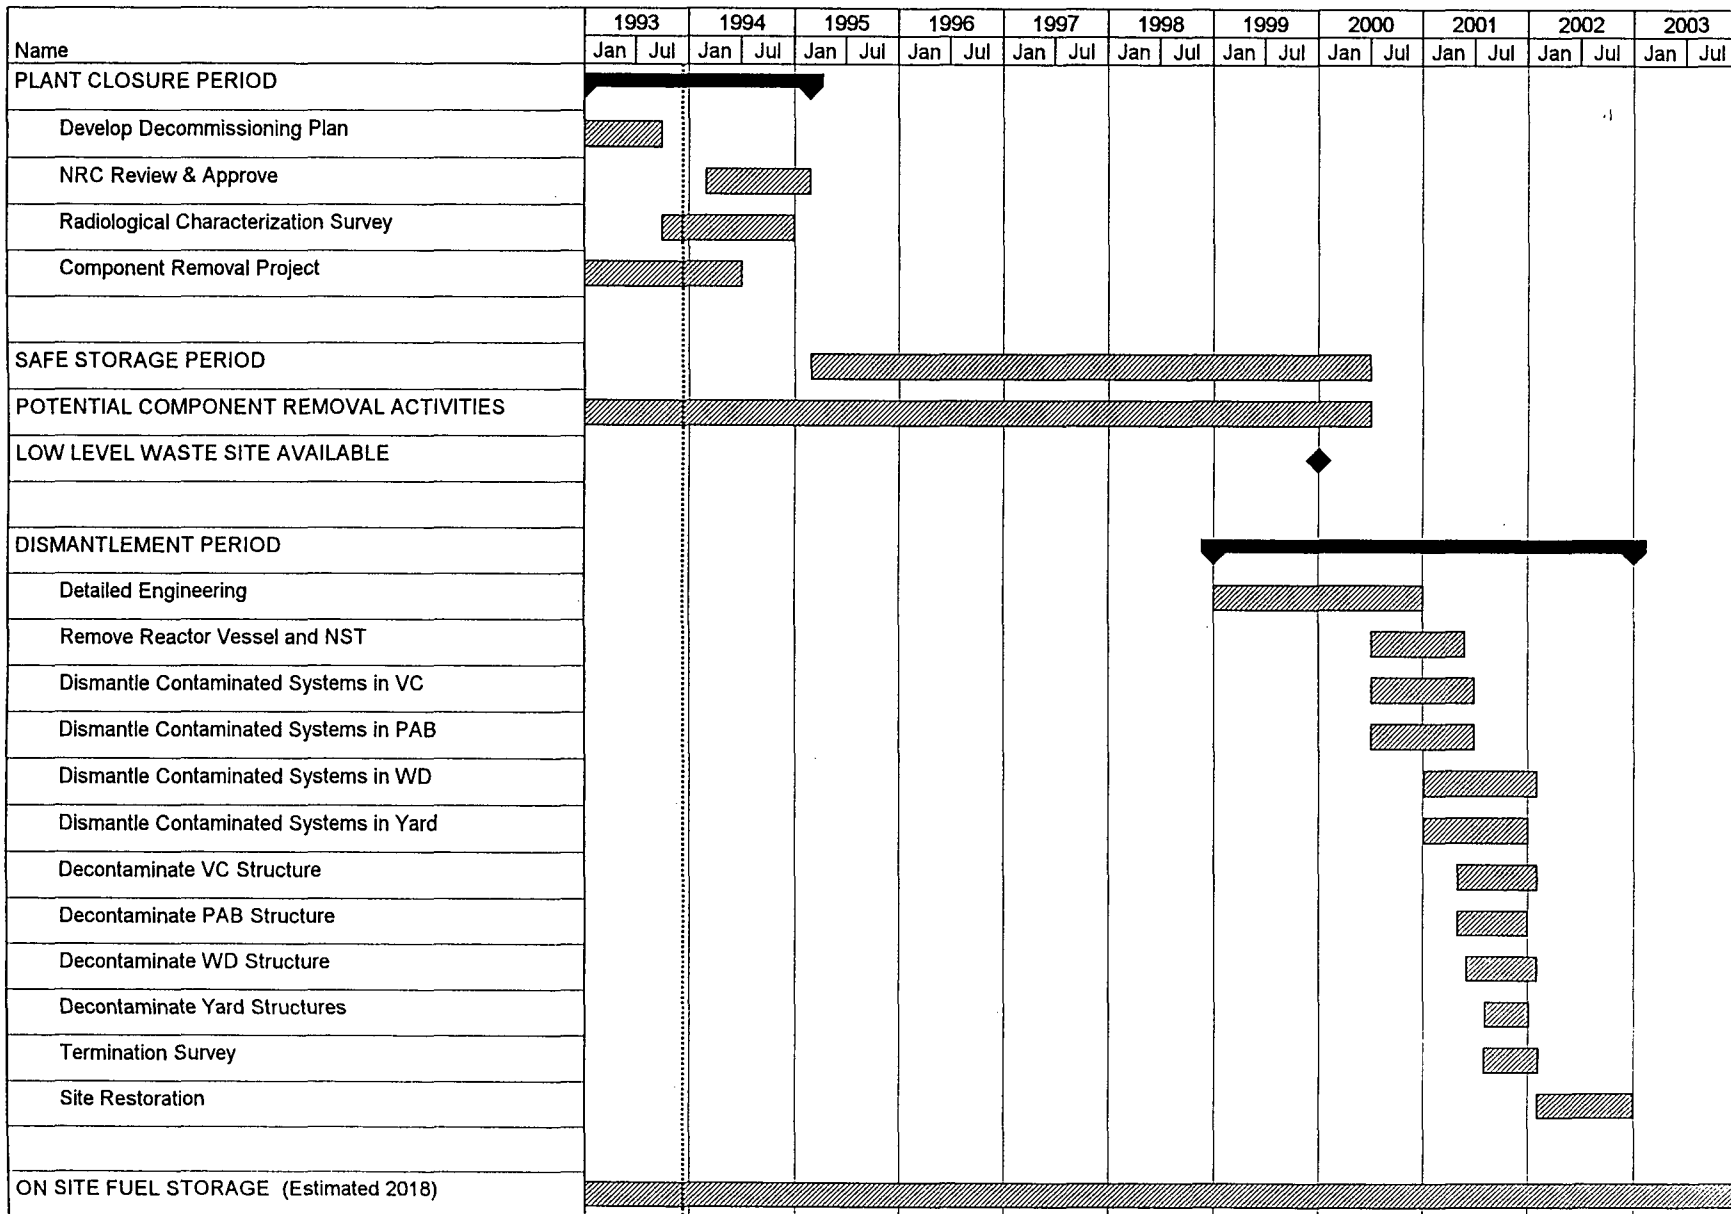 1993 1994 1995 1996 1997 1998 1999 2000 2001 2002 2003
Name Jan Jul Jan Jul Jan Jul Jan Jul Jan Jul Jan Jul Jan Jul Jan Jul Jan Jul Jan Jul Jan Jul
PLANT CLOSURE PERIOD
Develop Decommissioning Plan
NRC Review & Approve
Radiological Characterization Survey
Component Removal Project
SAFE STORAGE PERIOD
POTENTIAL COMPONENT REMOVAL ACTIVITIES
LOW LEVEL WASTE SITE AVAILABLE
DISMANTLEMENT PERIOD
Detailed Engineering
Remove Reactor Vessel and NST
Dismantle Contaminated Systems in VC
Dismantle Contaminated Systems in PAB
Dismantle Contaminated Systems in WD
Dismantle Contaminated Systems in Yard
Decontaminate VC Structure
Decontaminate PAB Structure
Decontaminate WD Structure
Decontaminate Yard Structures
Termination Survey
Site Restoration
ON SITE FUEL STORAGE (Estimated 2018)